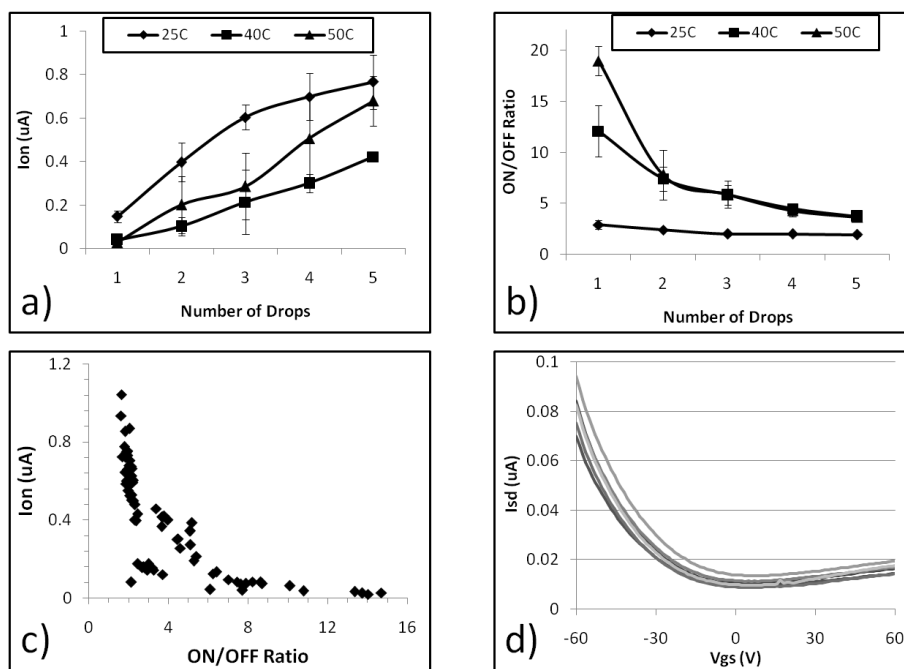 25C 40C 50C
1
0.8
0.6
0.4
0.2
0
Ion (uA)
1 2 3 4 5
Number of Drops
a)
25C 40C 50C
20
15
10
5
0
ON/OFF Ratio
1 2 3 4 5
Number of Drops
b)
1.2
0.8
0.4
0
Ion (uA)
0 4 8 12 16
ON/OFF Ratio
c)
0.1
0.08
0.06
0.04
0.02
0
Isd (uA)
-60 -30 0 30 60
Vgs (V)
d)